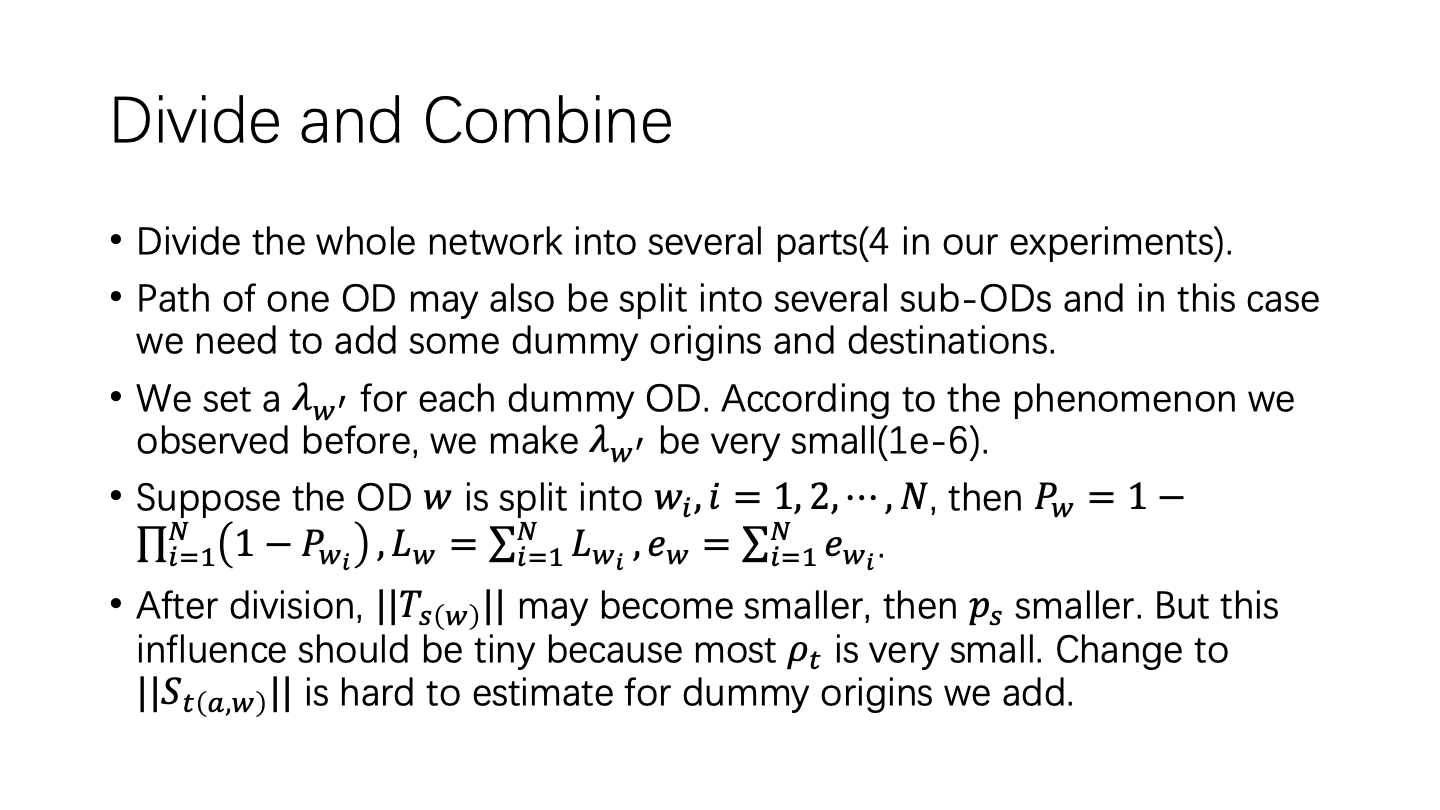 Divide and Combine
• Divide the whole network into several parts(4 in our experiments).
• Path of one OD may also be split into several sub-ODs and in this case
we need to add some dummy origins and destinations.
• We set a $\lambda_{w'}$ for each dummy OD. According to the phenomenon we
observed before, we make $\lambda_{w'}$ be very small(1e-6).
• Suppose the OD $w$ is split into $w_i, i = 1, 2, \cdots, N$, then $P_w = 1 -$
$\prod_{i=1}^{N}(1 - P_{w_i}), L_w = \sum_{i=1}^{N} L_{w_i}, e_w = \sum_{i=1}^{N} e_{w_i}$.
• After division, $||T_{s(w)}||$ may become smaller, then $p_s$ smaller. But this
influence should be tiny because most $\rho_t$ is very small. Change to
$||S_{t(a,w)}||$ is hard to estimate for dummy origins we add.